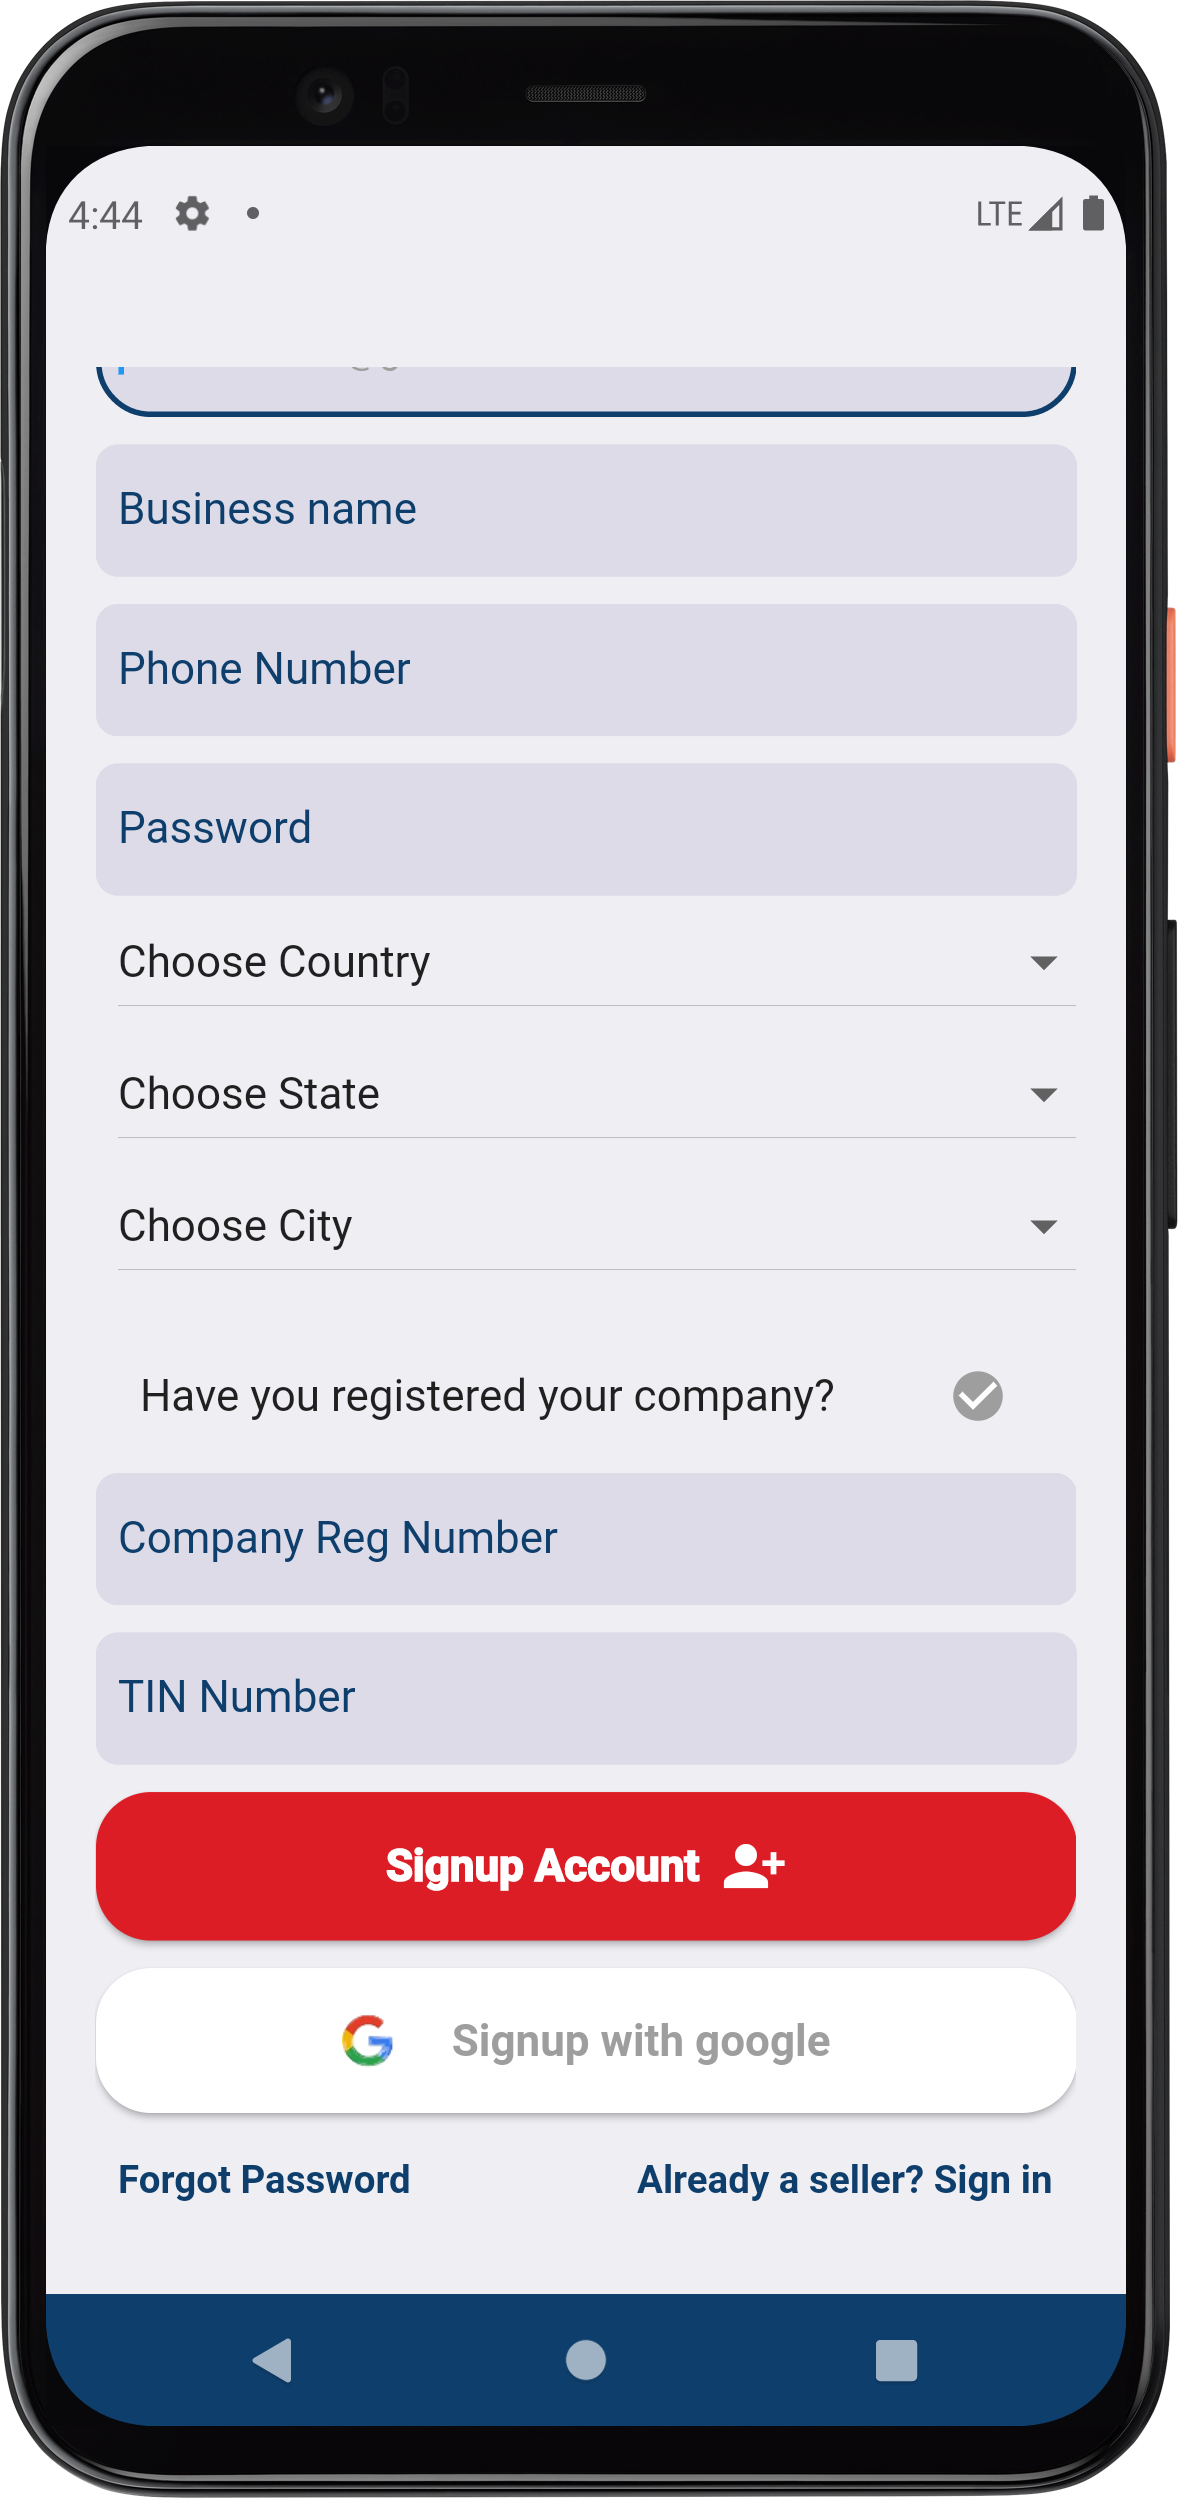 4:44 LTE
Business name
Phone Number
Password
Choose Country
Choose State
Choose City
Have you registered your company?
Company Reg Number
TIN Number
Signup Account
Signup with google
Forgot Password Already a seller? Sign in